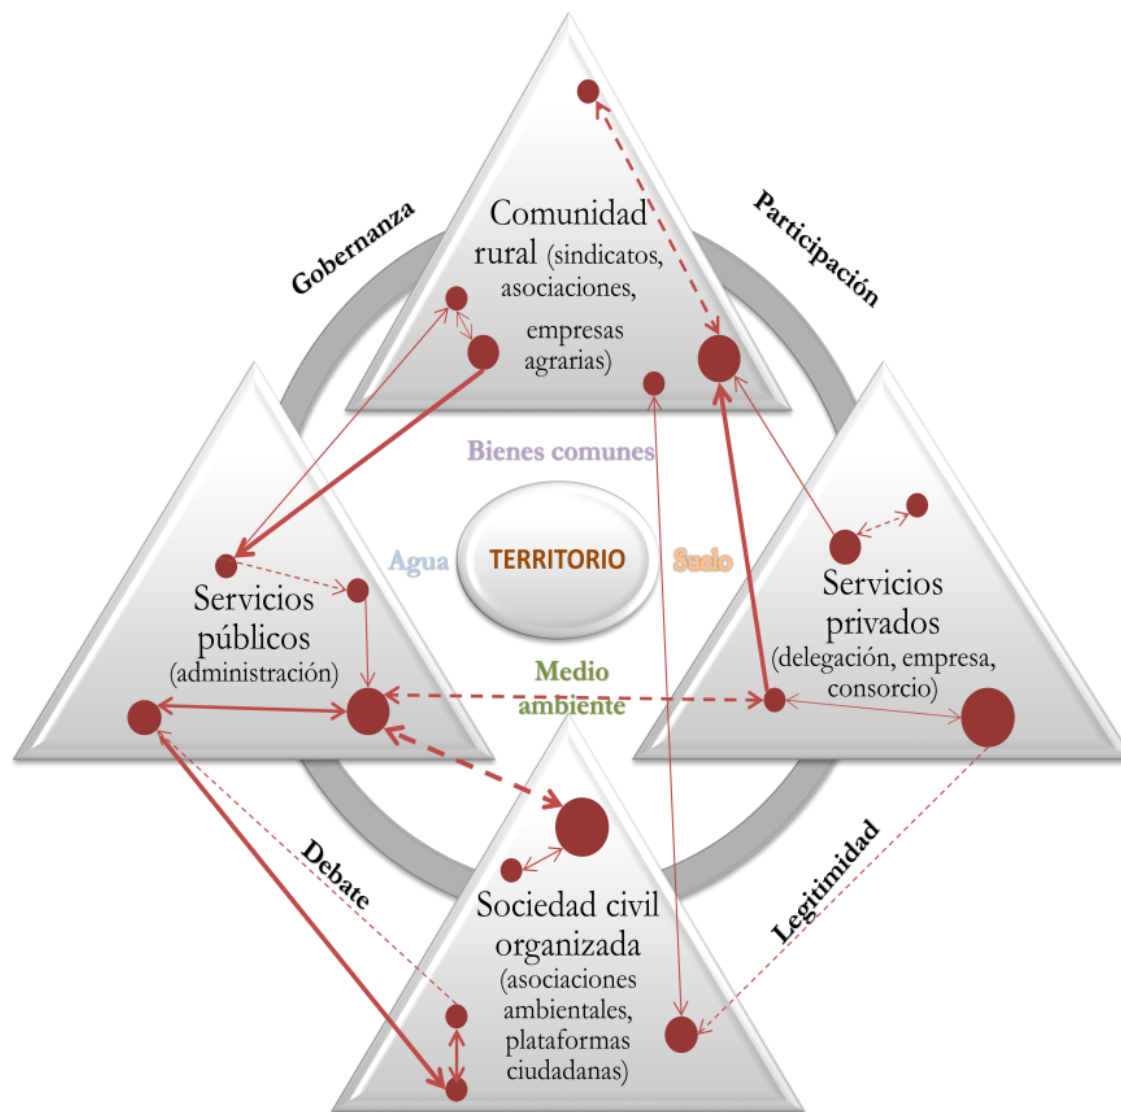 Gobernanza
Participación
Comunidad
rural (sindicatos,
asociaciones,
empresas
agrarias)
Bienes comunes
Agua
TERRITORIO
Suelo
Medio
ambiente
Servicios
públicos
(administración)
Servicios
privados
(delegación, empresa,
consorcio)
Debate
Legitimidad
Sociedad civil
organizada
(asociaciones
ambientales,
plataformas
ciudadanas)